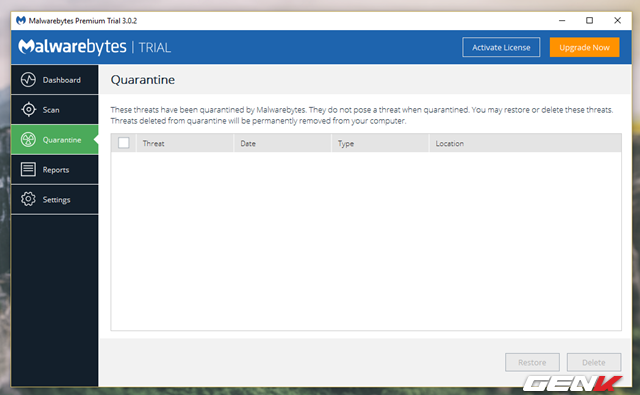 Malwarebytes Premium Trial 3.0.2
Malwarebytes | TRIAL
Activate License
Upgrade Now
Dashboard
Scan
Quarantine
Reports
Settings
Quarantine
These threats have been quarantined by Malwarebytes. They do not pose a threat when quarantined. You may restore or delete these threats.
Threats deleted from quarantine will be permanently removed from your computer.
Threat
Date
Type
Location
Restore
Delete
GENK